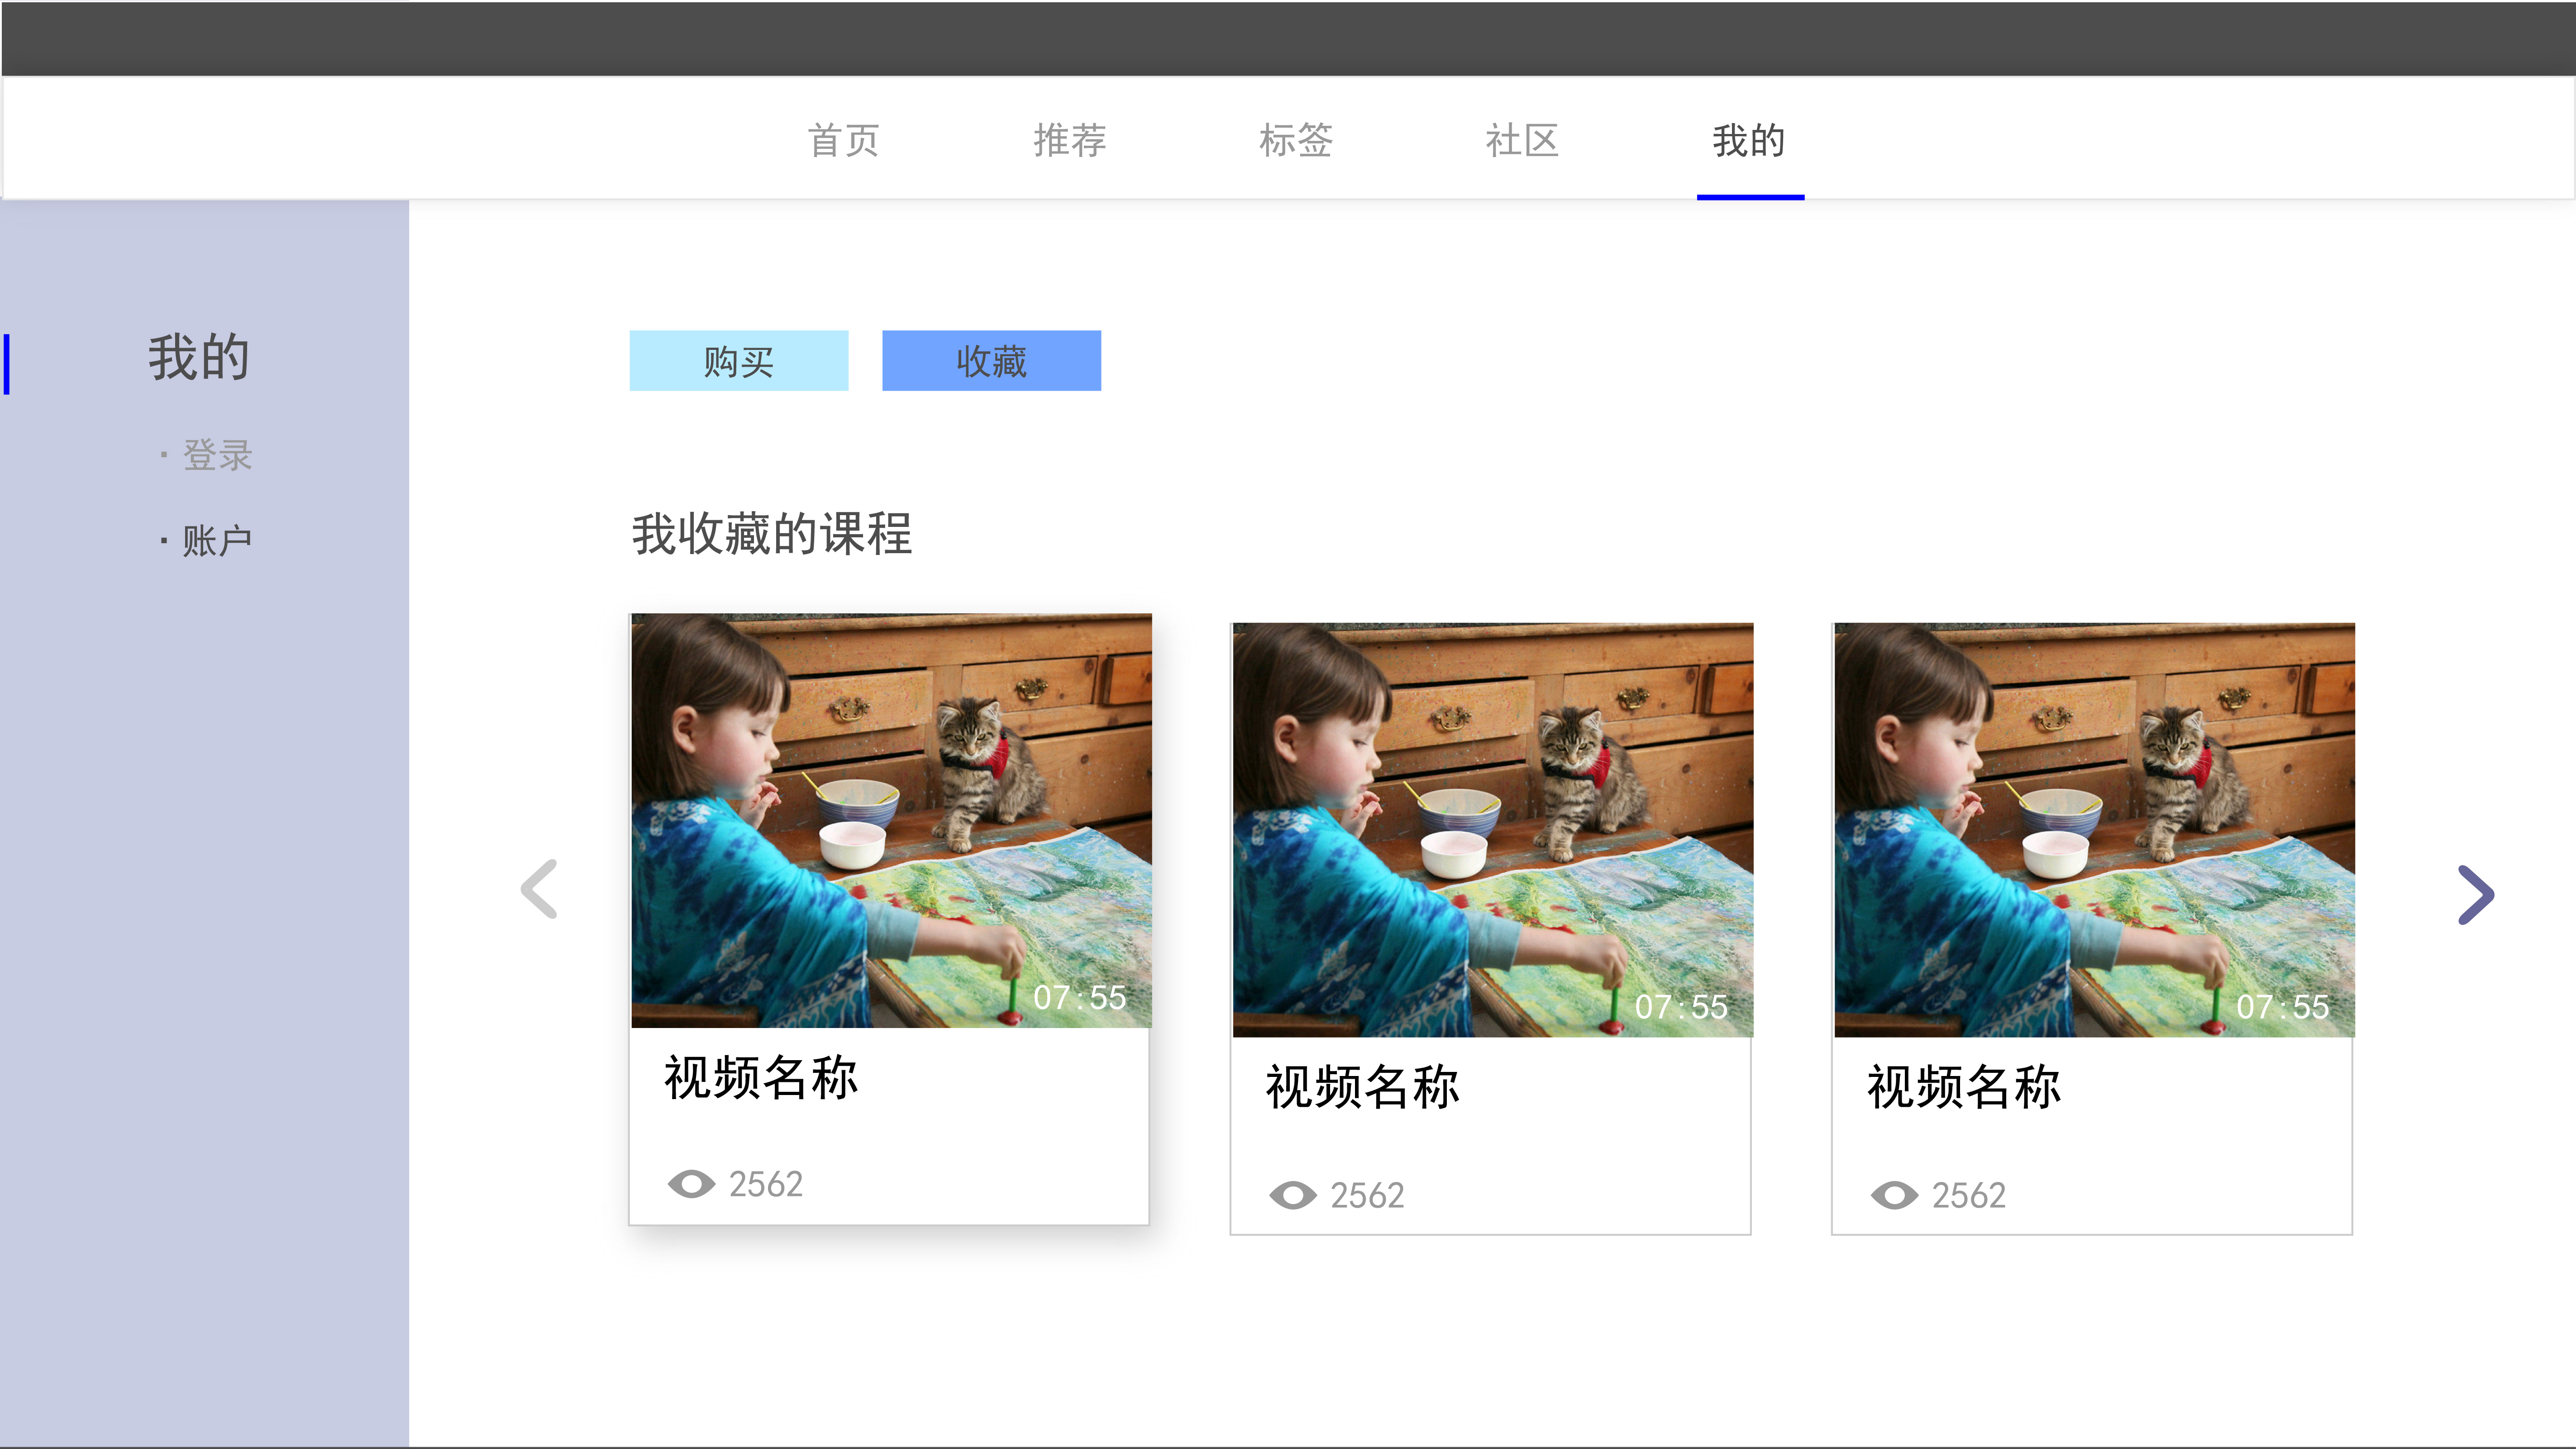 首页 推荐 标签 社区 我的
我的
· 登录
· 账户
购买 收藏
我收藏的课程
07:55 07:55 07:55
视频名称 视频名称 视频名称
2562 2562 2562